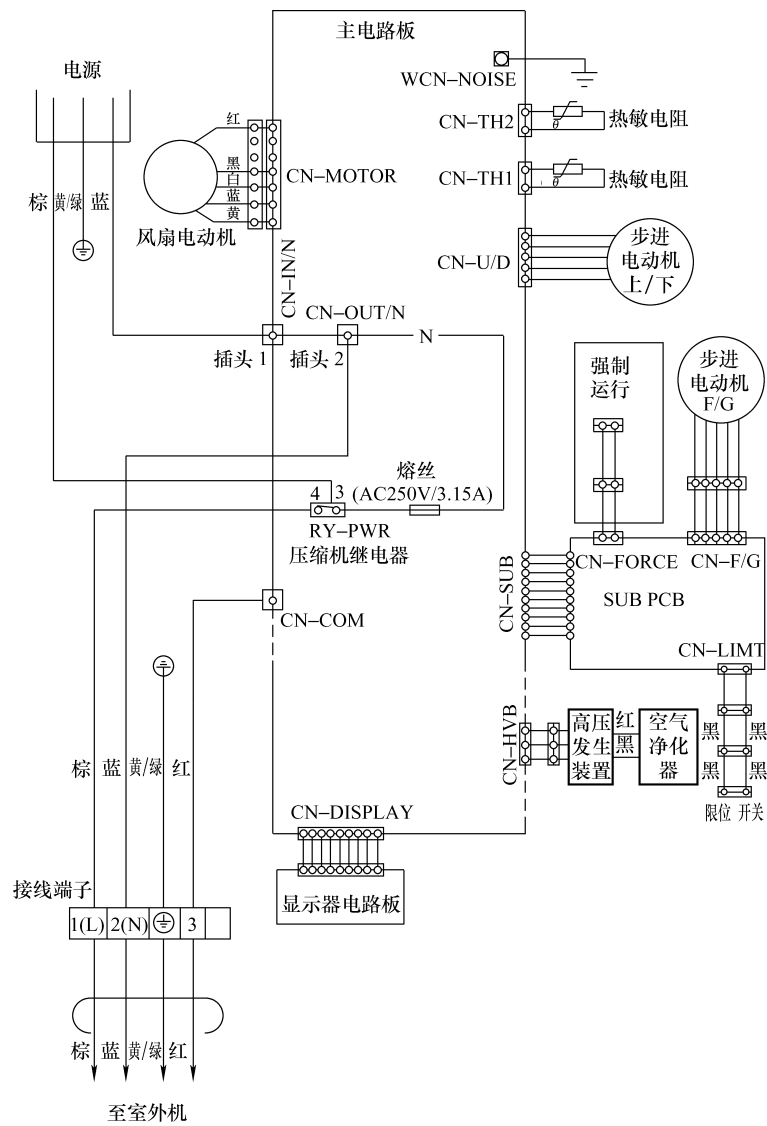 主电路板
电源
WCN-NOISE
红
CN-TH2
θ
热敏电阻
黑
白
蓝
黄
CN-MOTOR
CN-TH1
θ
热敏电阻
棕
黄/绿
蓝
风扇电动机
CN-IN/N
CN-U/D
步进
电动机
上/下
CN-OUT/N
N
插头1
插头2
强制
运行
步进
电动机
F/G
熔丝
(AC250V/3.15A)
4
3
RY-PWR
压缩机继电器
CN-SUB
CN-FORCE
CN-F/G
SUB PCB
CN-COM
CN-LIMT
CN-HVB
高压
发生
装置
红
黑
空气
净化
器
黑
黑
黑
黑
限位 开关
棕
蓝
黄/绿
红
CN-DISPLAY
显示器电路板
接线端子
1(L)
2(N)
3
棕
蓝
黄/绿
红
至室外机